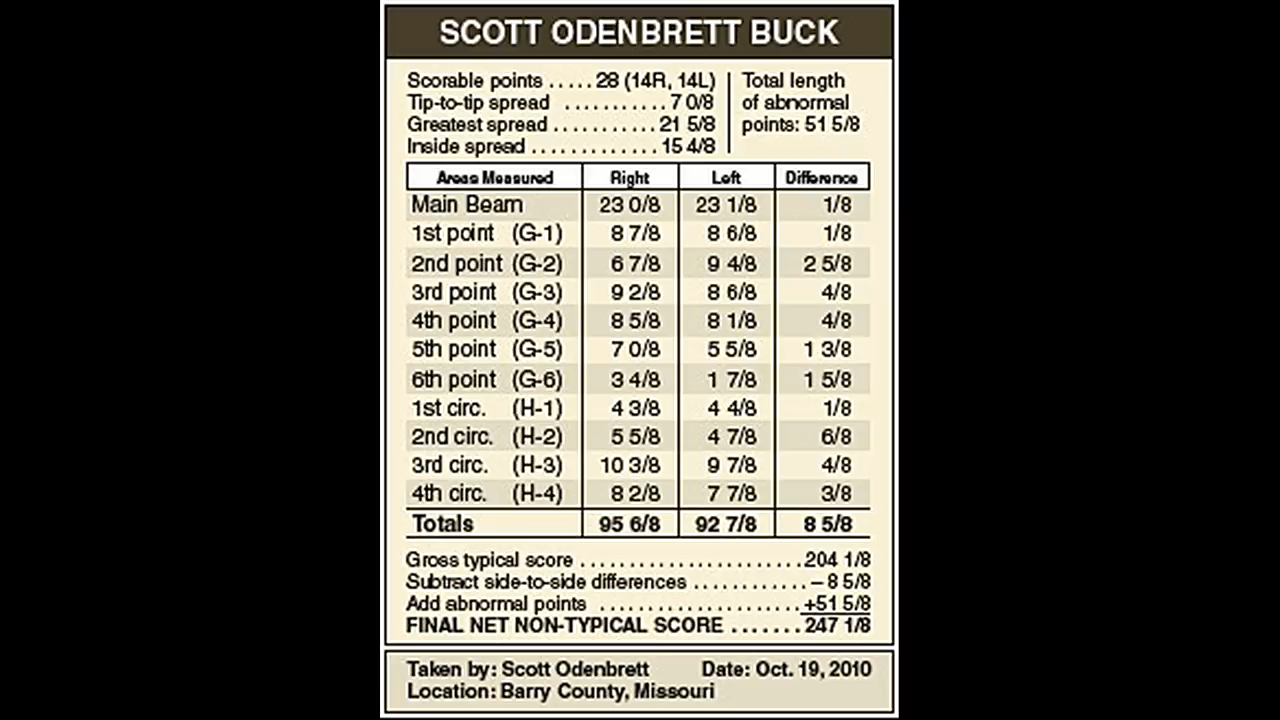 SCOTT ODENBRETT BUCK
Scorable points ..... 28 (14R, 14L)
Tip-to-tip spread .......... 7 0/8
Greatest spread ........... 21 5/8
Inside spread ............. 15 4/8
Total length
of abnormal
points: 51 5/8
Areas Measured Right Left Difference
Main Beam 23 0/8 23 1/8 1/8
1st point (G-1) 8 7/8 8 6/8 1/8
2nd point (G-2) 6 7/8 9 4/8 2 5/8
3rd point (G-3) 9 2/8 8 6/8 4/8
4th point (G-4) 8 5/8 8 1/8 4/8
5th point (G-5) 7 0/8 5 5/8 1 3/8
6th point (G-6) 3 4/8 1 7/8 1 5/8
1st circ. (H-1) 4 3/8 4 4/8 1/8
2nd circ. (H-2) 5 5/8 4 7/8 6/8
3rd circ. (H-3) 10 3/8 9 7/8 4/8
4th circ. (H-4) 8 2/8 7 7/8 3/8
Totals 95 6/8 92 7/8 8 5/8
Gross typical score ....................... 204 1/8
Subtract side-to-side differences ........... – 8 5/8
Add abnormal points .................... +51 5/8
FINAL NET NON-TYPICAL SCORE ....... 247 1/8
Taken by: Scott Odenbrett Date: Oct. 19, 2010
Location: Barry County, Missouri